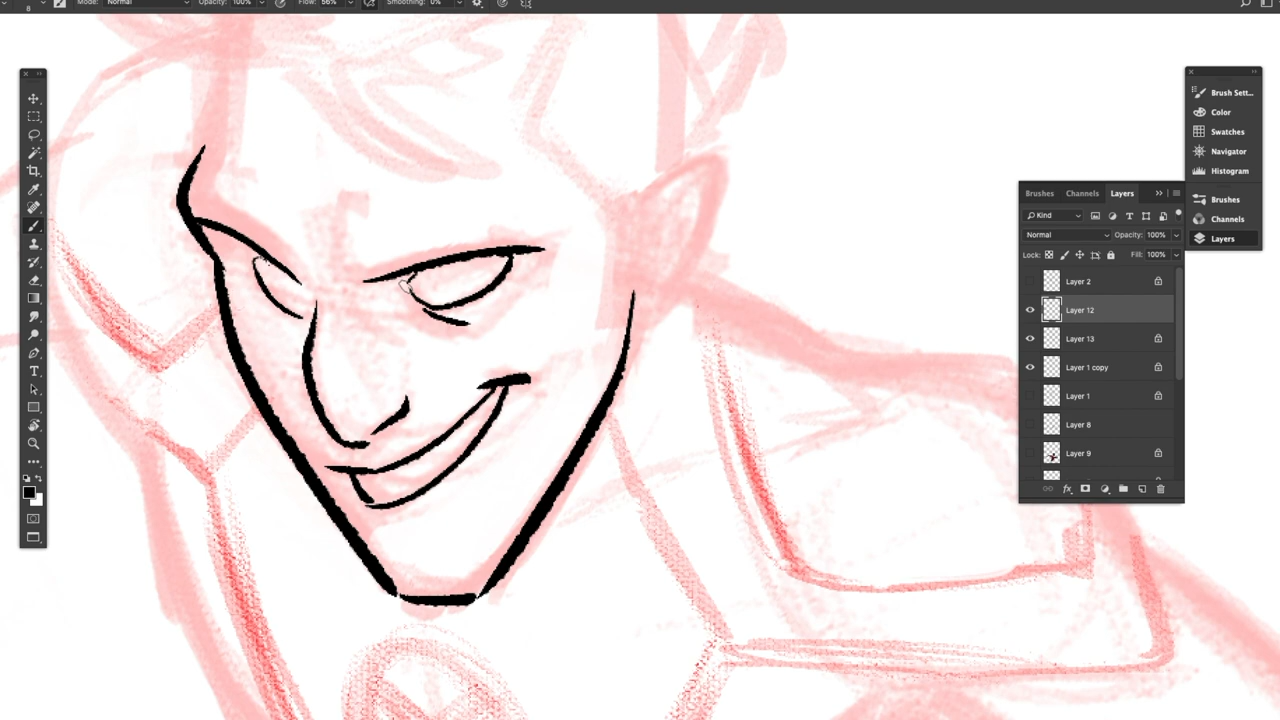 8 Mode: Normal Opacity: 100% Flow: 56% Smoothing: 0%
Brush Sett...
Color
Swatches
Navigator
Histogram
Brushes
Channels
Layers
Brushes Channels Layers
Kind
Normal Opacity: 100%
Lock: Fill: 100%
Layer 2
Layer 12
Layer 13
Layer 1 copy
Layer 1
Layer 8
Layer 9